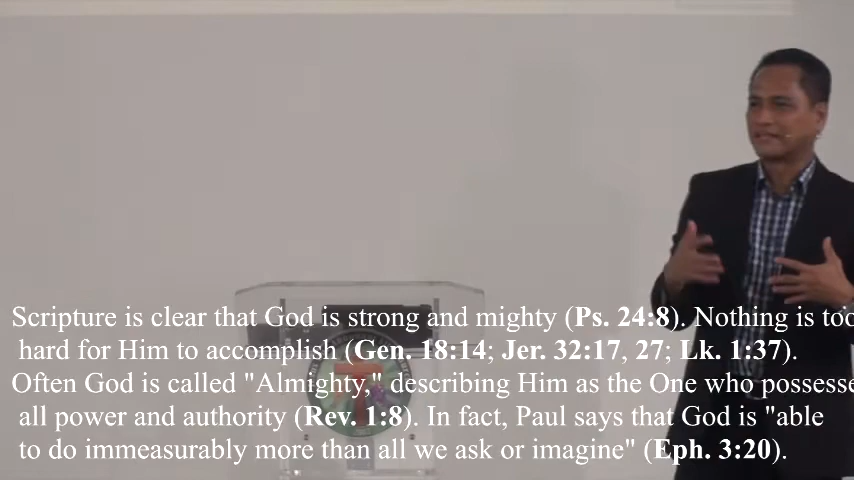 Scripture is clear that God is strong and mighty (Ps. 24:8). Nothing is too
hard for Him to accomplish (Gen. 18:14; Jer. 32:17, 27; Lk. 1:37).
Often God is called "Almighty," describing Him as the One who possesse
all power and authority (Rev. 1:8). In fact, Paul says that God is "able
to do immeasurably more than all we ask or imagine" (Eph. 3:20).